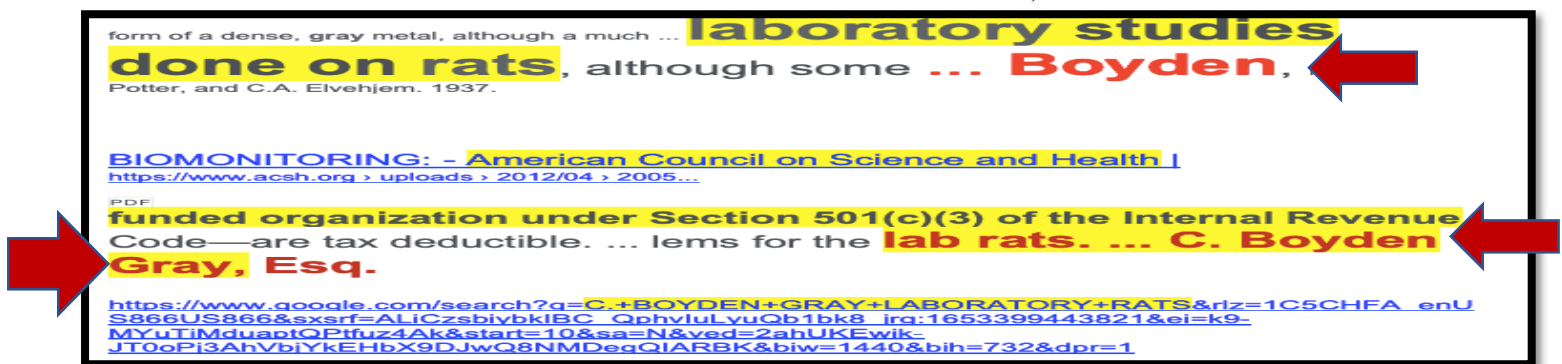 form of a dense, gray metal, although a much ... laboratory studies
done on rats, although some ... Boyden,
Potter, and C.A. Elvehjem. 1937.
BIOMONITORING: - American Council on Science and Health |
https://www.acsh.org › uploads › 2012/04 › 2005...
PDF
funded organization under Section 501(c)(3) of the Internal Revenue
Code—are tax deductible. ... lems for the lab rats. ... C. Boyden
Gray, Esq.
https://www.google.com/search?q=C.+BOYDEN+GRAY+LABORATORY+RATS&rlz=1C5CHFA_enU
S866US866&sxsrf=ALiCzsbiybkIBC_QphvIuLyuQb1bk8_irg:1653399443821&ei=k9-
MYuTiMduaptQPtfuz4Ak&start=10&sa=N&ved=2ahUKEwik-
JT0oPj3AhVbjYkEHbX9DJwQ8NMDegQIARBK&biw=1440&bih=732&dpr=1